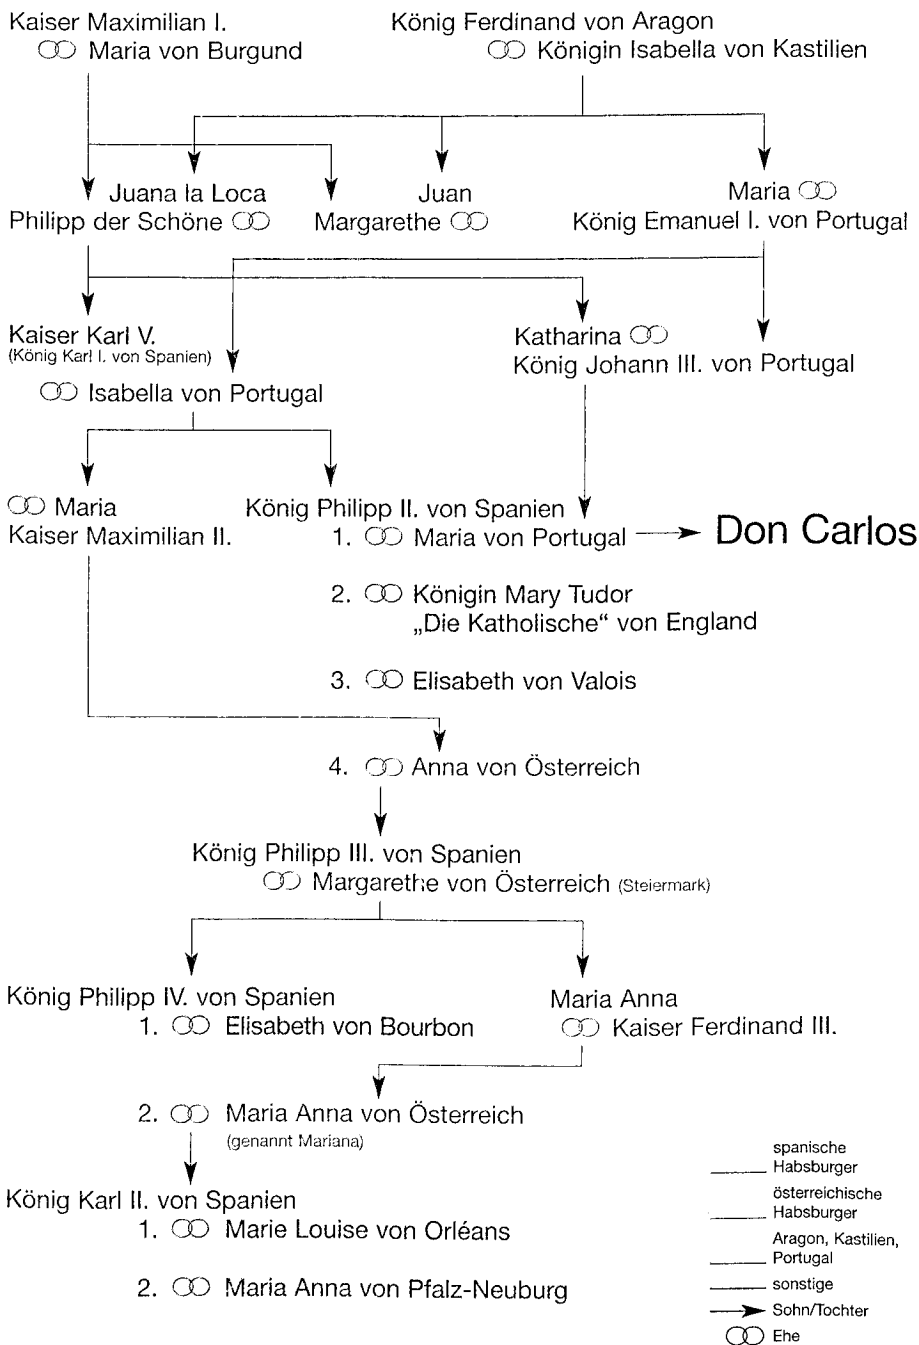 Kaiser Maximilian I.
Maria von Burgund
König Ferdinand von Aragon
Königin Isabella von Kastilien
Juana la Loca
Philipp der Schöne
Juan
Margarethe
Maria
König Emanuel I. von Portugal
Kaiser Karl V.
(König Karl I. von Spanien)
Isabella von Portugal
Katharina
König Johann III. von Portugal
Maria
Kaiser Maximilian II.
König Philipp II. von Spanien
1. Maria von Portugal
Don Carlos
2. Königin Mary Tudor
„Die Katholische“ von England
3. Elisabeth von Valois
4. Anna von Österreich
König Philipp III. von Spanien
Margarethe von Österreich (Steiermark)
König Philipp IV. von Spanien
1. Elisabeth von Bourbon
Maria Anna
Kaiser Ferdinand III.
2. Maria Anna von Österreich
(genannt Mariana)
König Karl II. von Spanien
1. Marie Louise von Orléans
2. Maria Anna von Pfalz-Neuburg
spanische
Habsburger
österreichische
Habsburger
Aragon, Kastilien,
Portugal
sonstige
Sohn/Tochter
Ehe